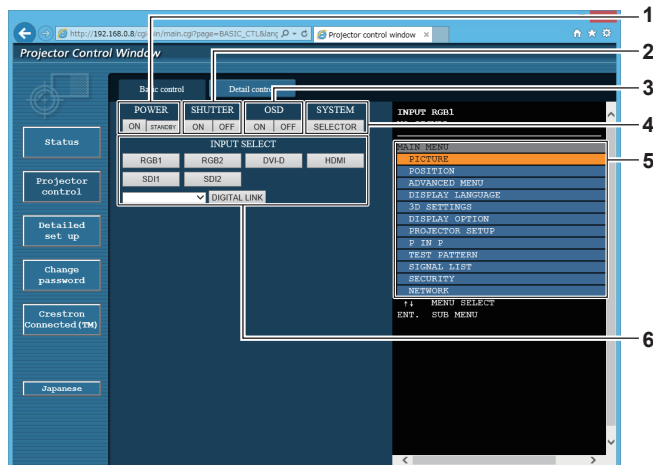 http://192.168.0.8/cgi-bin/main.cgi?page=BASIC_CTL&lang
Projector control window
Projector Control Window
Basic control
Detail control
POWER
SHUTTER
OSD
SYSTEM
ON
STANDBY
ON
OFF
ON
OFF
SELECTOR
INPUT SELECT
RGB1
RGB2
DVI-D
HDMI
SDI1
SDI2
DIGITAL LINK
Status
Projector
control
Detailed
set up
Change
password
Crestron
Connected(TM)
Japanese
INPUT RGB1
MAIN MENU
PICTURE
POSITION
ADVANCED MENU
DISPLAY LANGUAGE
3D SETTINGS
DISPLAY OPTION
PROJECTOR SETUP
P IN P
TEST PATTERN
SIGNAL LIST
SECURITY
NETWORK
↑↓ MENU SELECT
ENT. SUB MENU
1
2
3
4
5
6